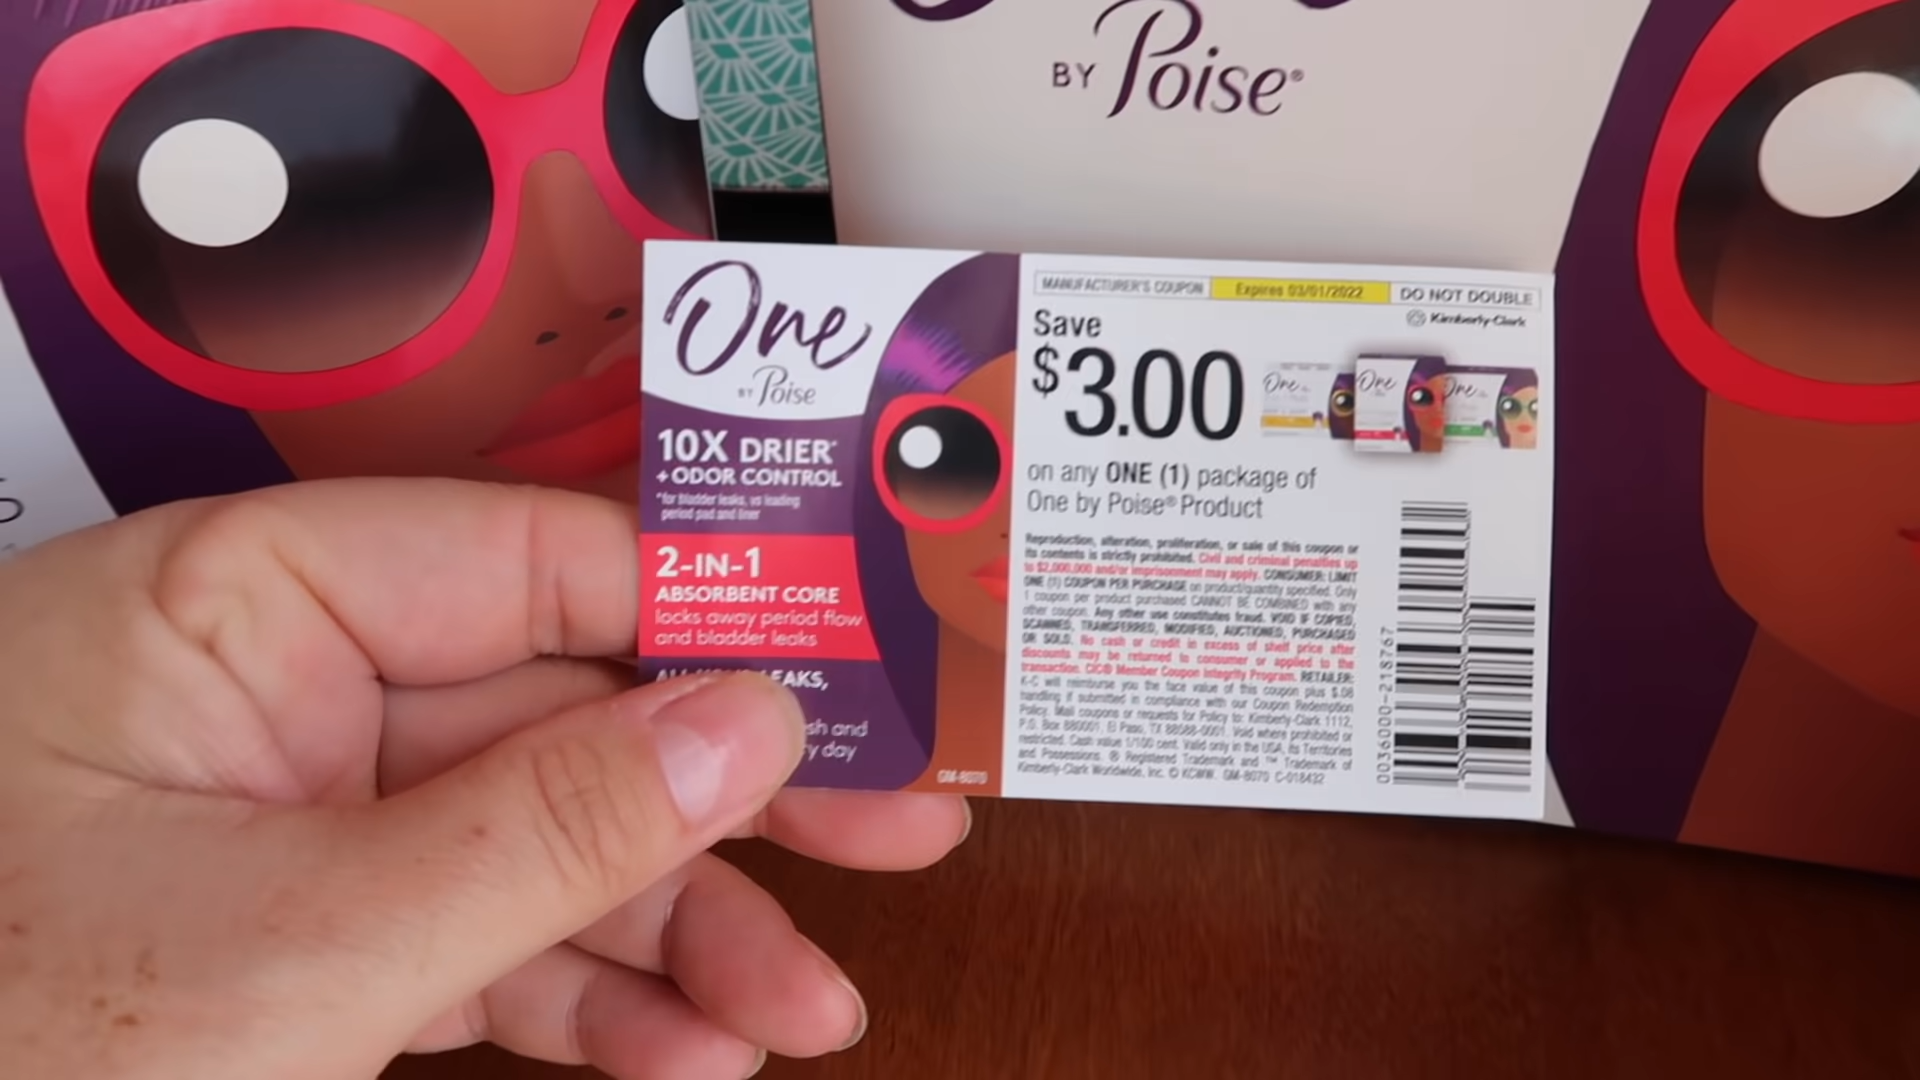 BY Poise®
One
BY Poise
10X DRIER*
+ODOR CONTROL
*for bladder leaks, vs leading
period pad and liner
2-IN-1
ABSORBENT CORE
locks away period flow
and bladder leaks
EAKS,
sh and
y day
GM-8070
MANUFACTURER'S COUPON
Expires 03/01/2022
DO NOT DOUBLE
Kimberly-Clark
Save
$3.00
One
One
One
on any ONE (1) package of
One by Poise® Product
Reproduction, alteration, proliferation, or sale of this coupon or
its contents is strictly prohibited. Civil and criminal penalties up
to $2,000,000 and/or imprisonment may apply. CONSUMER: LIMIT
ONE (1) COUPON PER PURCHASE on product/quantity specified. Only
1 coupon per product purchased CANNOT BE COMBINED with any
other coupon. Any other use constitutes fraud. VOID IF COPIED,
SCANNED, TRANSFERRED, MODIFIED, AUCTIONED, PURCHASED
OR SOLD. No cash or credit in excess of shelf price after
discounts may be returned to consumer or applied to the
transaction. CIC® Member Coupon Integrity Program. RETAILER:
K-C will reimburse you the face value of this coupon plus $.08
handling if submitted in compliance with our Coupon Redemption
Policy. Mail coupons or requests for Policy to: Kimberly-Clark 1112,
P.O. Box 880001, El Paso, TX 88588-0001. Void where prohibited or
restricted. Cash value 1/100 cent. Valid only in the USA, its Territories
and Possessions. ® Registered Trademark and ™ Trademark of
Kimberly-Clark Worldwide, Inc. © KCWW. GM-8070 C-018432
0036000-218767